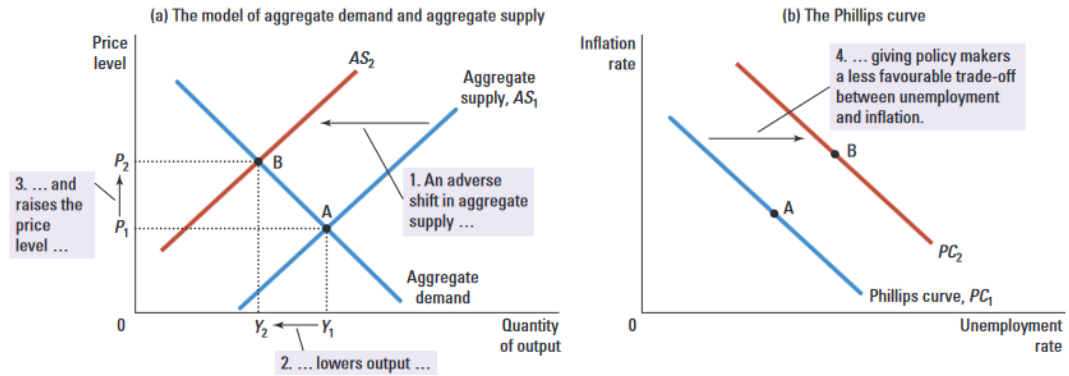 (a) The model of aggregate demand and aggregate supply
Price
level
AS2
Aggregate
supply, AS1
P2
B
3. … and
raises the
price
level …
P1
A
1. An adverse
shift in aggregate
supply …
Aggregate
demand
0
Y2
Y1
Quantity
of output
2. … lowers output …
(b) The Phillips curve
Inflation
rate
4. … giving policy makers
a less favourable trade-off
between unemployment
and inflation.
B
A
PC2
Phillips curve, PC1
0
Unemployment
rate